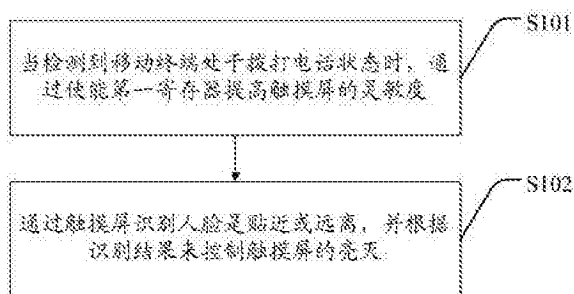 S101
当检测到移动终端处于拨打电话状态时，通
过使能第一寄存器提高触摸屏的灵敏度
S102
通过触摸屏识别人脸是贴近或远离，并根据
识别结果来控制触摸屏的亮灭